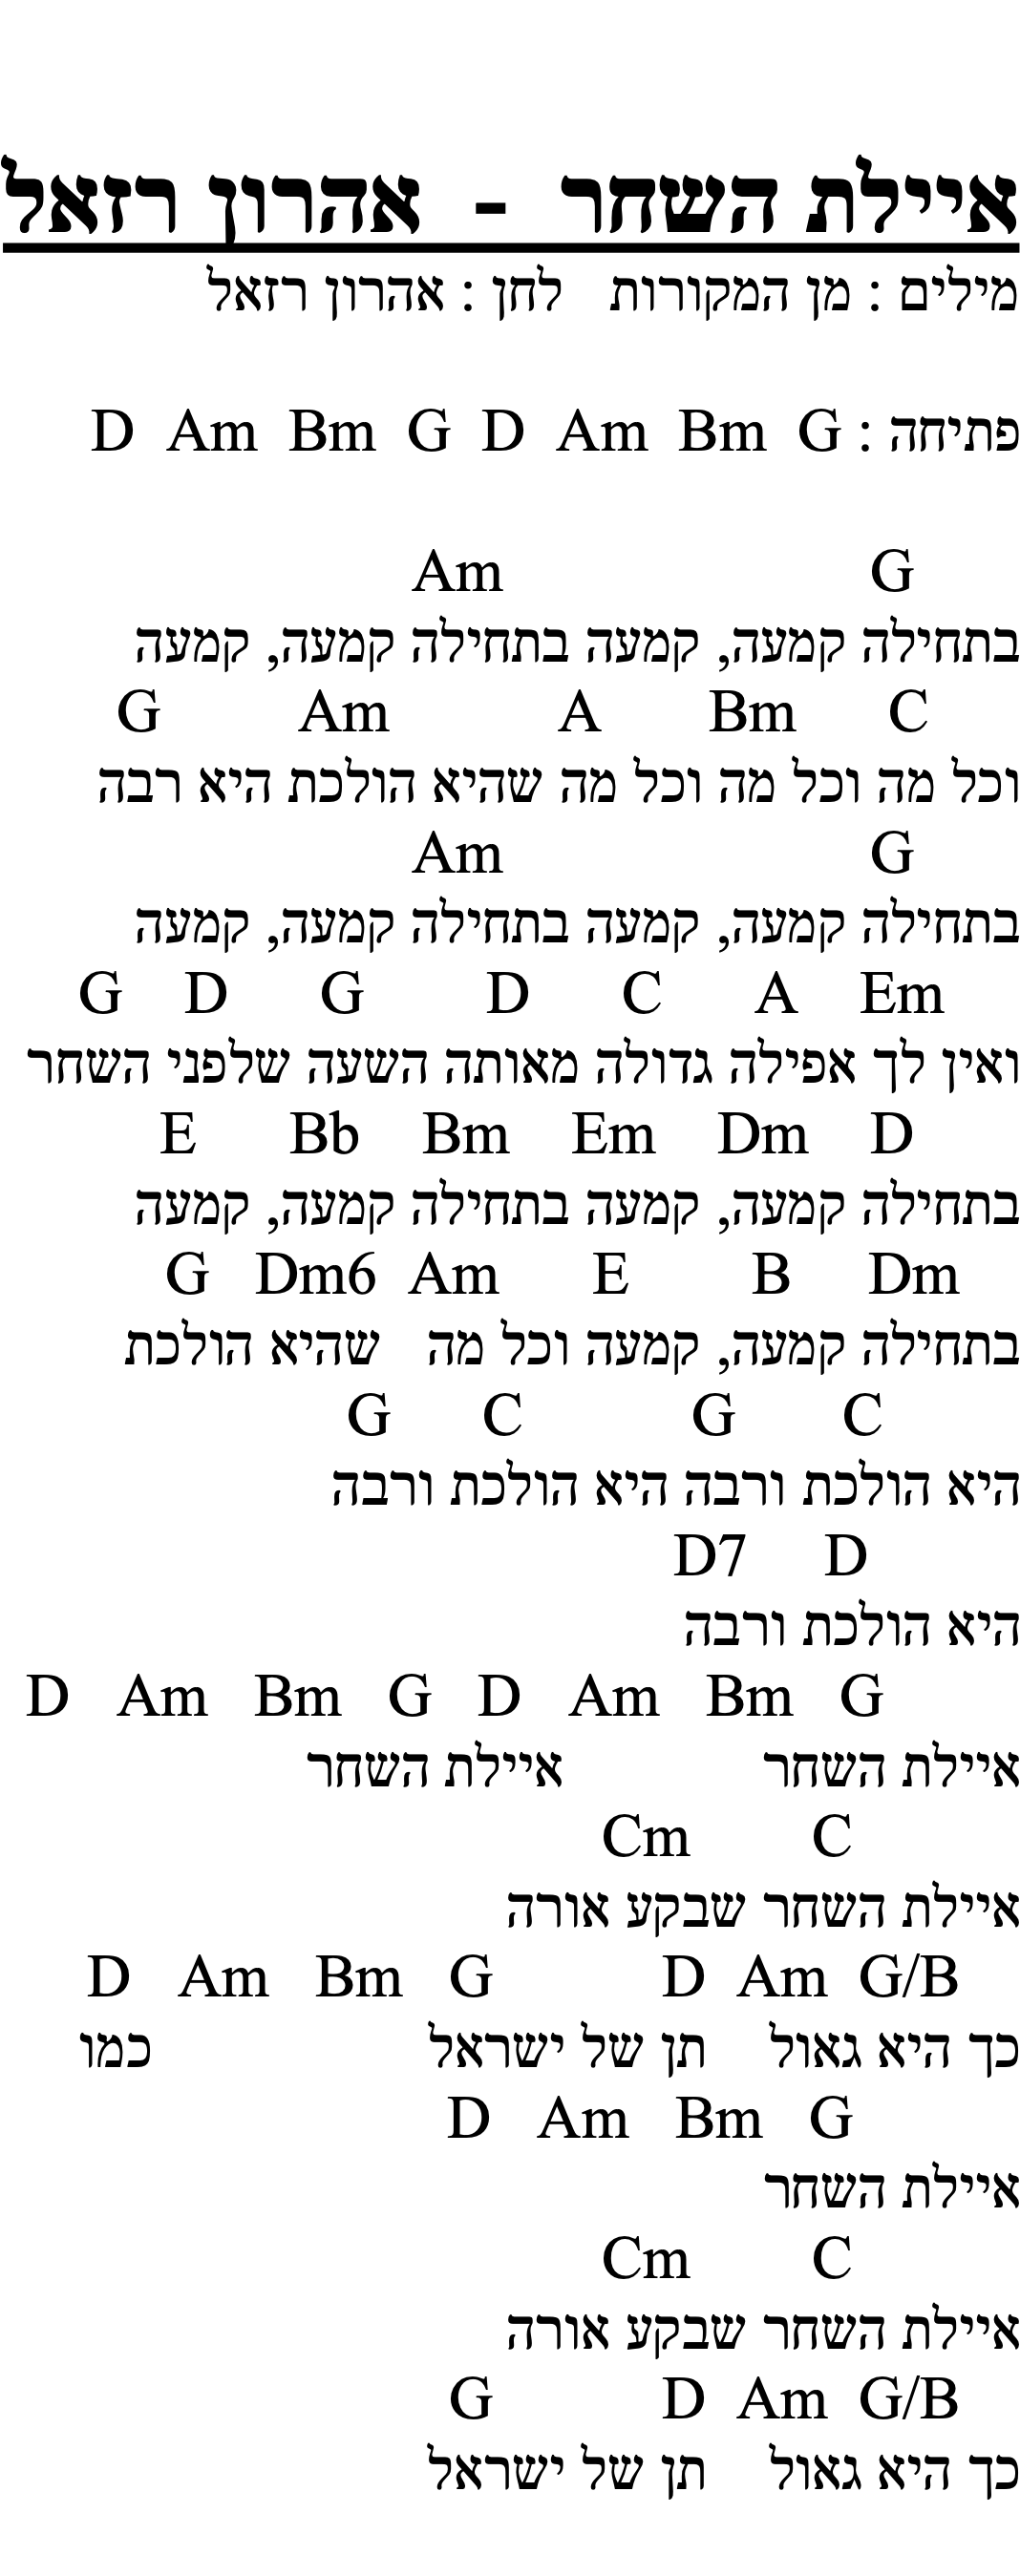 איילת השחר - אהרון רזאל
מילים : מן המקורות לחן : אהרון רזאל
פתיחה : G Bm Am D G Bm Am D
G Am
בתחילה קמעה, קמעה בתחילה קמעה, קמעה
C Bm A Am G
וכל מה וכל מה וכל מה שהיא הולכת היא רבה
G Am
בתחילה קמעה, קמעה בתחילה קמעה, קמעה
Em A C D G D G
ואין לך אפילה גדולה מאותה השעה שלפני השחר
D Dm Em Bm Bb E
בתחילה קמעה, קמעה בתחילה קמעה, קמעה
Dm B E Am Dm6 G
בתחילה קמעה, קמעה וכל מה שהיא הולכת
C G C G
היא הולכת ורבה היא הולכת ורבה
D D7
היא הולכת ורבה
G Bm Am D G Bm Am D
איילת השחר איילת השחר
C Cm
איילת השחר שבקע אורה
G/B Am D G Bm Am D
כך היא גאול תן של ישראל כמו
G Bm Am D
איילת השחר
C Cm
איילת השחר שבקע אורה
G/B Am D G
כך היא גאול תן של ישראל